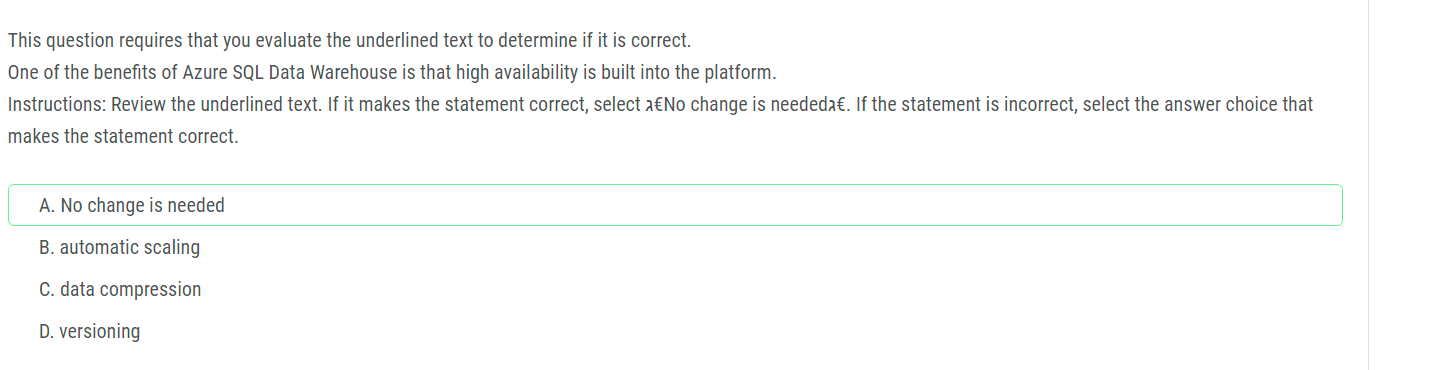 This question requires that you evaluate the underlined text to determine if it is correct.
One of the benefits of Azure SQL Data Warehouse is that high availability is built into the platform.
Instructions: Review the underlined text. If it makes the statement correct, select ג€No change is neededג€. If the statement is incorrect, select the answer choice that
makes the statement correct.
A. No change is needed
B. automatic scaling
C. data compression
D. versioning